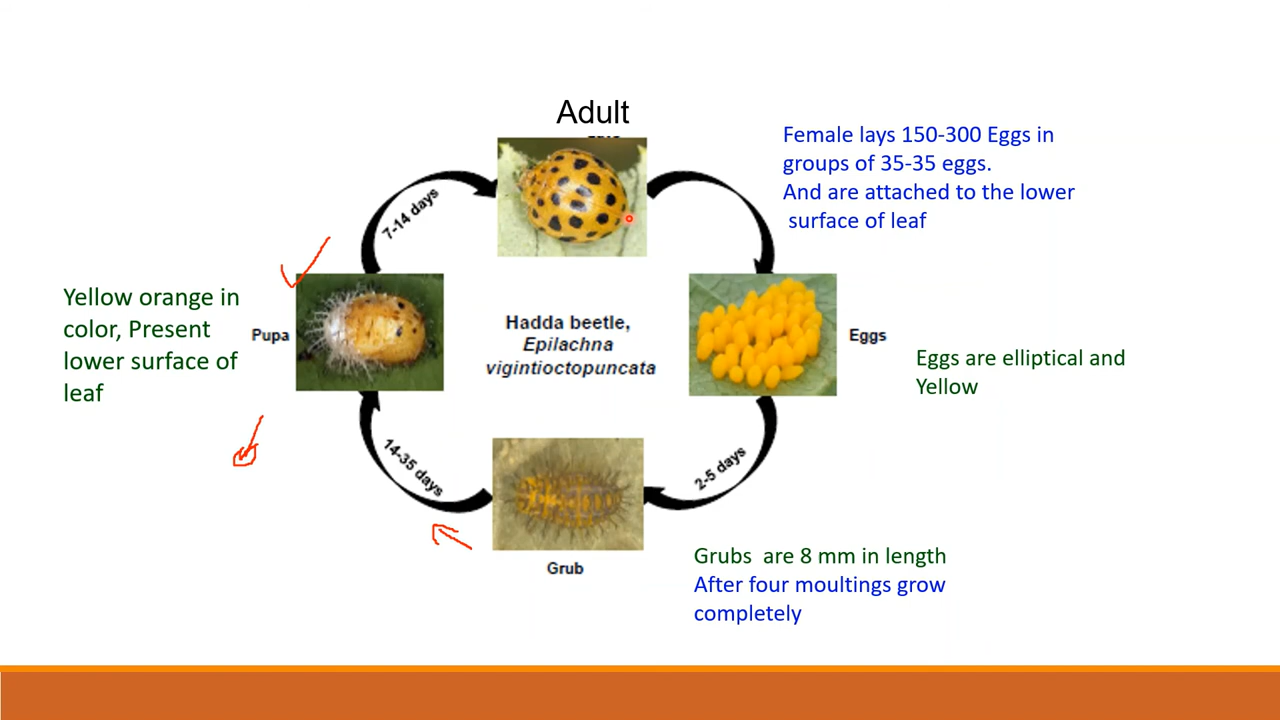 Adult
Female lays 150-300 Eggs in
groups of 35-35 eggs.
And are attached to the lower
surface of leaf
7-14 days
Yellow orange in
color, Present
lower surface of
leaf
Pupa
Hadda beetle,
Epilachna
vigintioctopuncata
Eggs
Eggs are elliptical and
Yellow
14-35 days
2-5 days
Grub
Grubs are 8 mm in length
After four moultings grow
completely